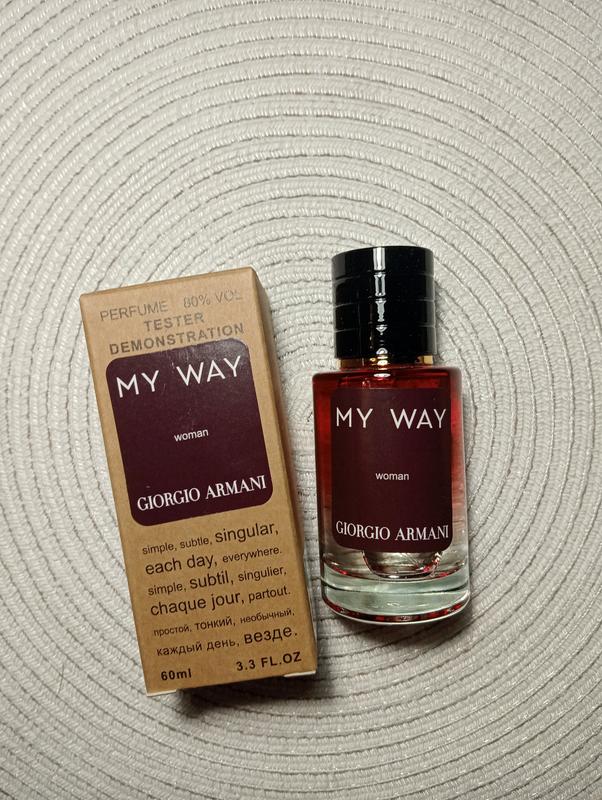 PERFUME 80% VOL
TESTER
DEMONSTRATION
MY WAY
woman
GIORGIO ARMANI
simple, subtle, singular,
each day, everywhere.
simple, subtil, singulier,
chaque jour, partout.
простой, тонкий, необычный,
каждый день, везде.
60ml 3.3 FL.OZ
MY WAY
woman
GIORGIO ARMANI